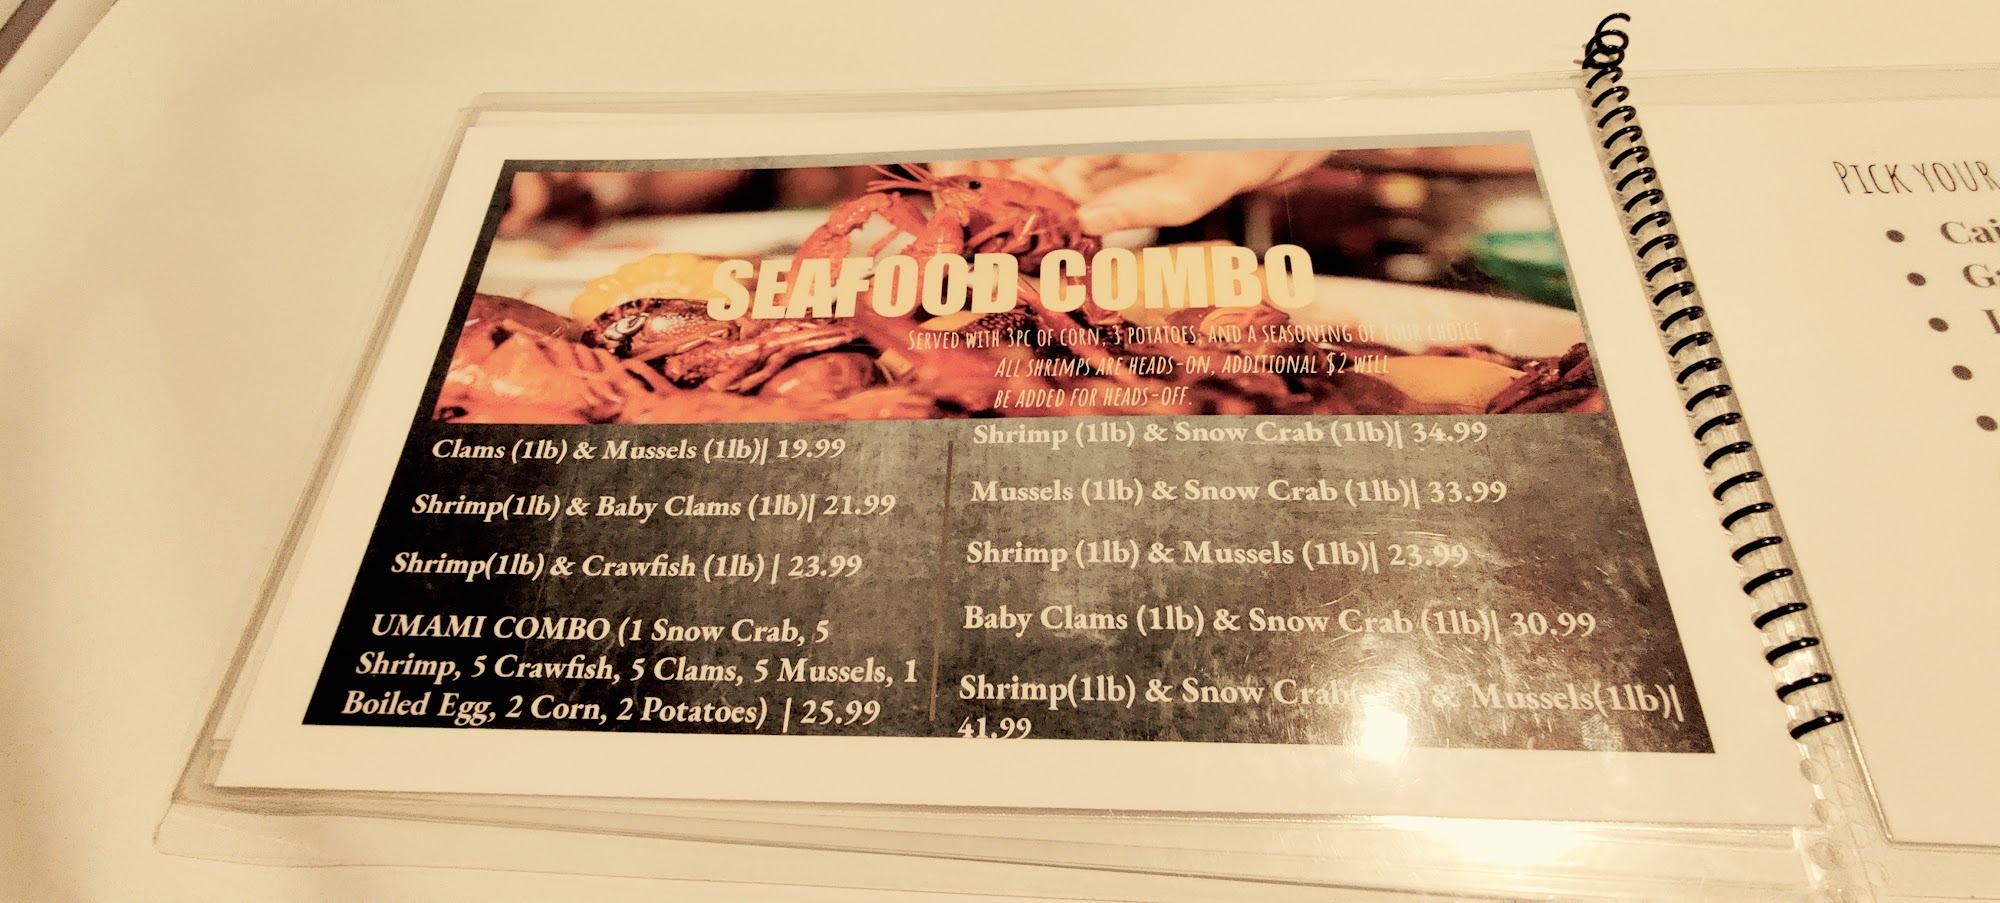 SEAFOOD COMBO
SERVED WITH 3PC OF CORN, 3 POTATOES, AND A SEASONING OF YOUR CHOICE
ALL SHRIMPS ARE HEADS-ON, ADDITIONAL $2 WILL
BE ADDED FOR HEADS-OFF.
Clams (1lb) & Mussels (1lb)| 19.99
Shrimp(1lb) & Baby Clams (1lb)| 21.99
Shrimp(1lb) & Crawfish (1lb) | 23.99
UMAMI COMBO (1 Snow Crab, 5
Shrimp, 5 Crawfish, 5 Clams, 5 Mussels, 1
Boiled Egg, 2 Corn, 2 Potatoes) | 25.99
Shrimp (1lb) & Snow Crab (1lb)| 34.99
Mussels (1lb) & Snow Crab (1lb)| 33.99
Shrimp (1lb) & Mussels (1lb)| 23.99
Baby Clams (1lb) & Snow Crab (1lb)| 30.99
Shrimp(1lb) & Snow Crab & Mussels(1lb)|
41.99
PICK YOUR